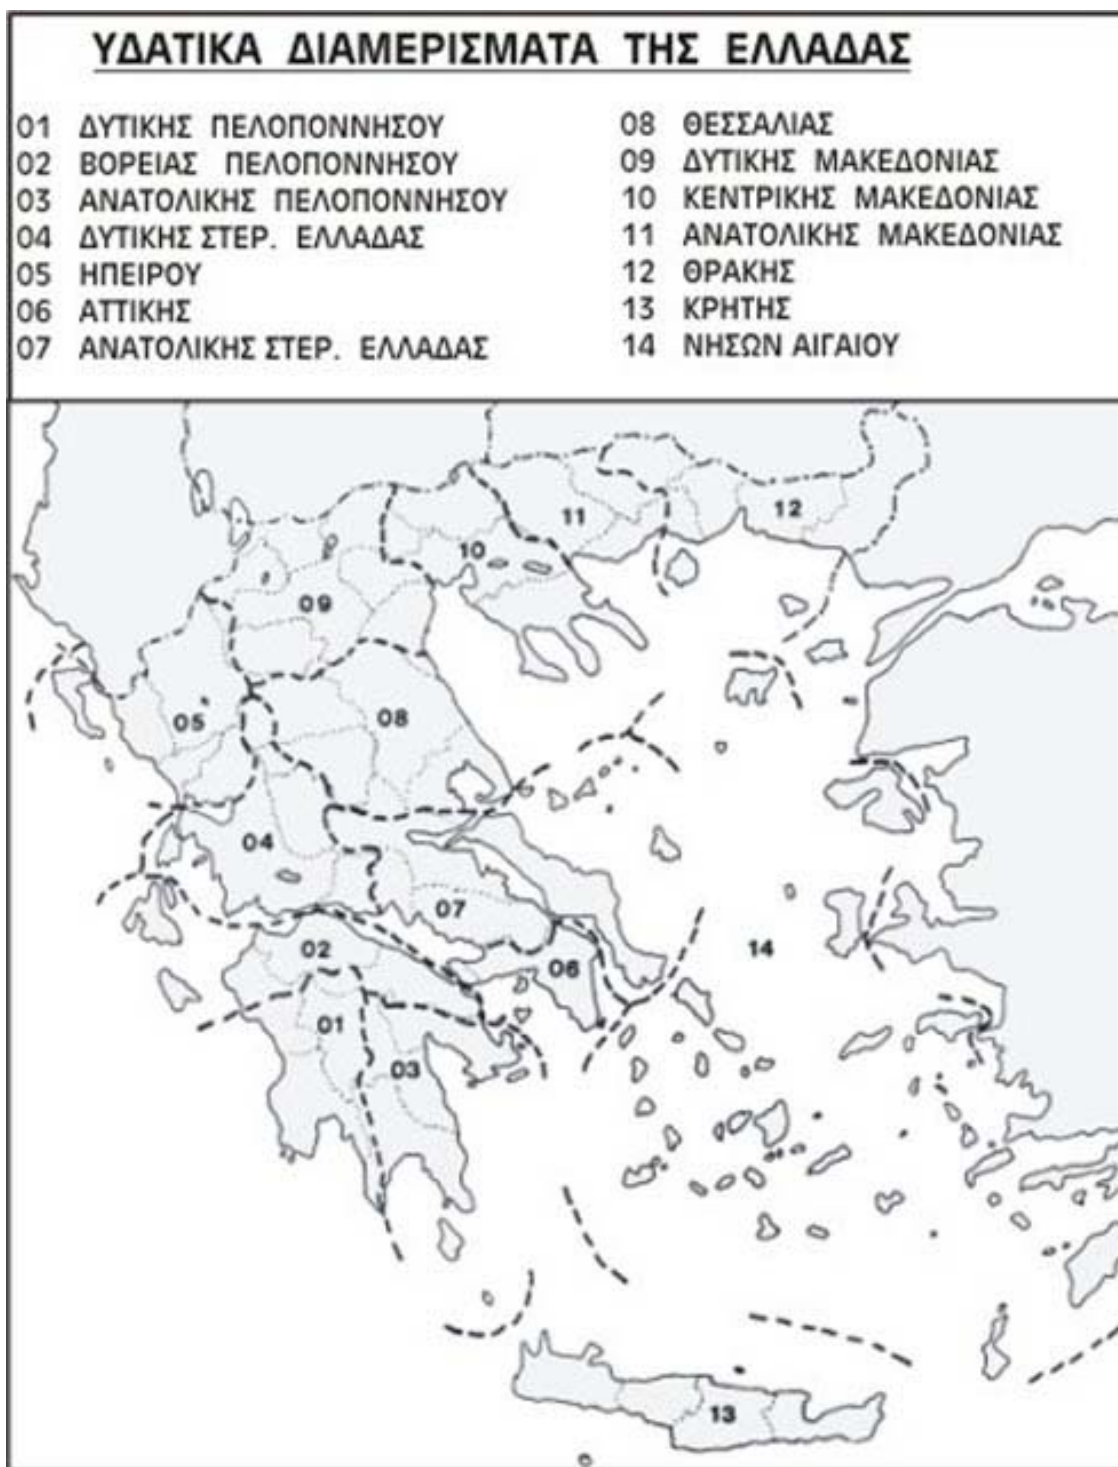 ΥΔΑΤΙΚΑ ΔΙΑΜΕΡΙΣΜΑΤΑ ΤΗΣ ΕΛΛΑΔΑΣ
01 ΔΥΤΙΚΗΣ ΠΕΛΟΠΟΝΝΗΣΟΥ
02 ΒΟΡΕΙΑΣ ΠΕΛΟΠΟΝΝΗΣΟΥ
03 ΑΝΑΤΟΛΙΚΗΣ ΠΕΛΟΠΟΝΝΗΣΟΥ
04 ΔΥΤΙΚΗΣ ΣΤΕΡ. ΕΛΛΑΔΑΣ
05 ΗΠΕΙΡΟΥ
06 ΑΤΤΙΚΗΣ
07 ΑΝΑΤΟΛΙΚΗΣ ΣΤΕΡ. ΕΛΛΑΔΑΣ
08 ΘΕΣΣΑΛΙΑΣ
09 ΔΥΤΙΚΗΣ ΜΑΚΕΔΟΝΙΑΣ
10 ΚΕΝΤΡΙΚΗΣ ΜΑΚΕΔΟΝΙΑΣ
11 ΑΝΑΤΟΛΙΚΗΣ ΜΑΚΕΔΟΝΙΑΣ
12 ΘΡΑΚΗΣ
13 ΚΡΗΤΗΣ
14 ΝΗΣΩΝ ΑΙΓΑΙΟΥ
12
11
10
09
05
08
04
07
02
06
14
01
03
13